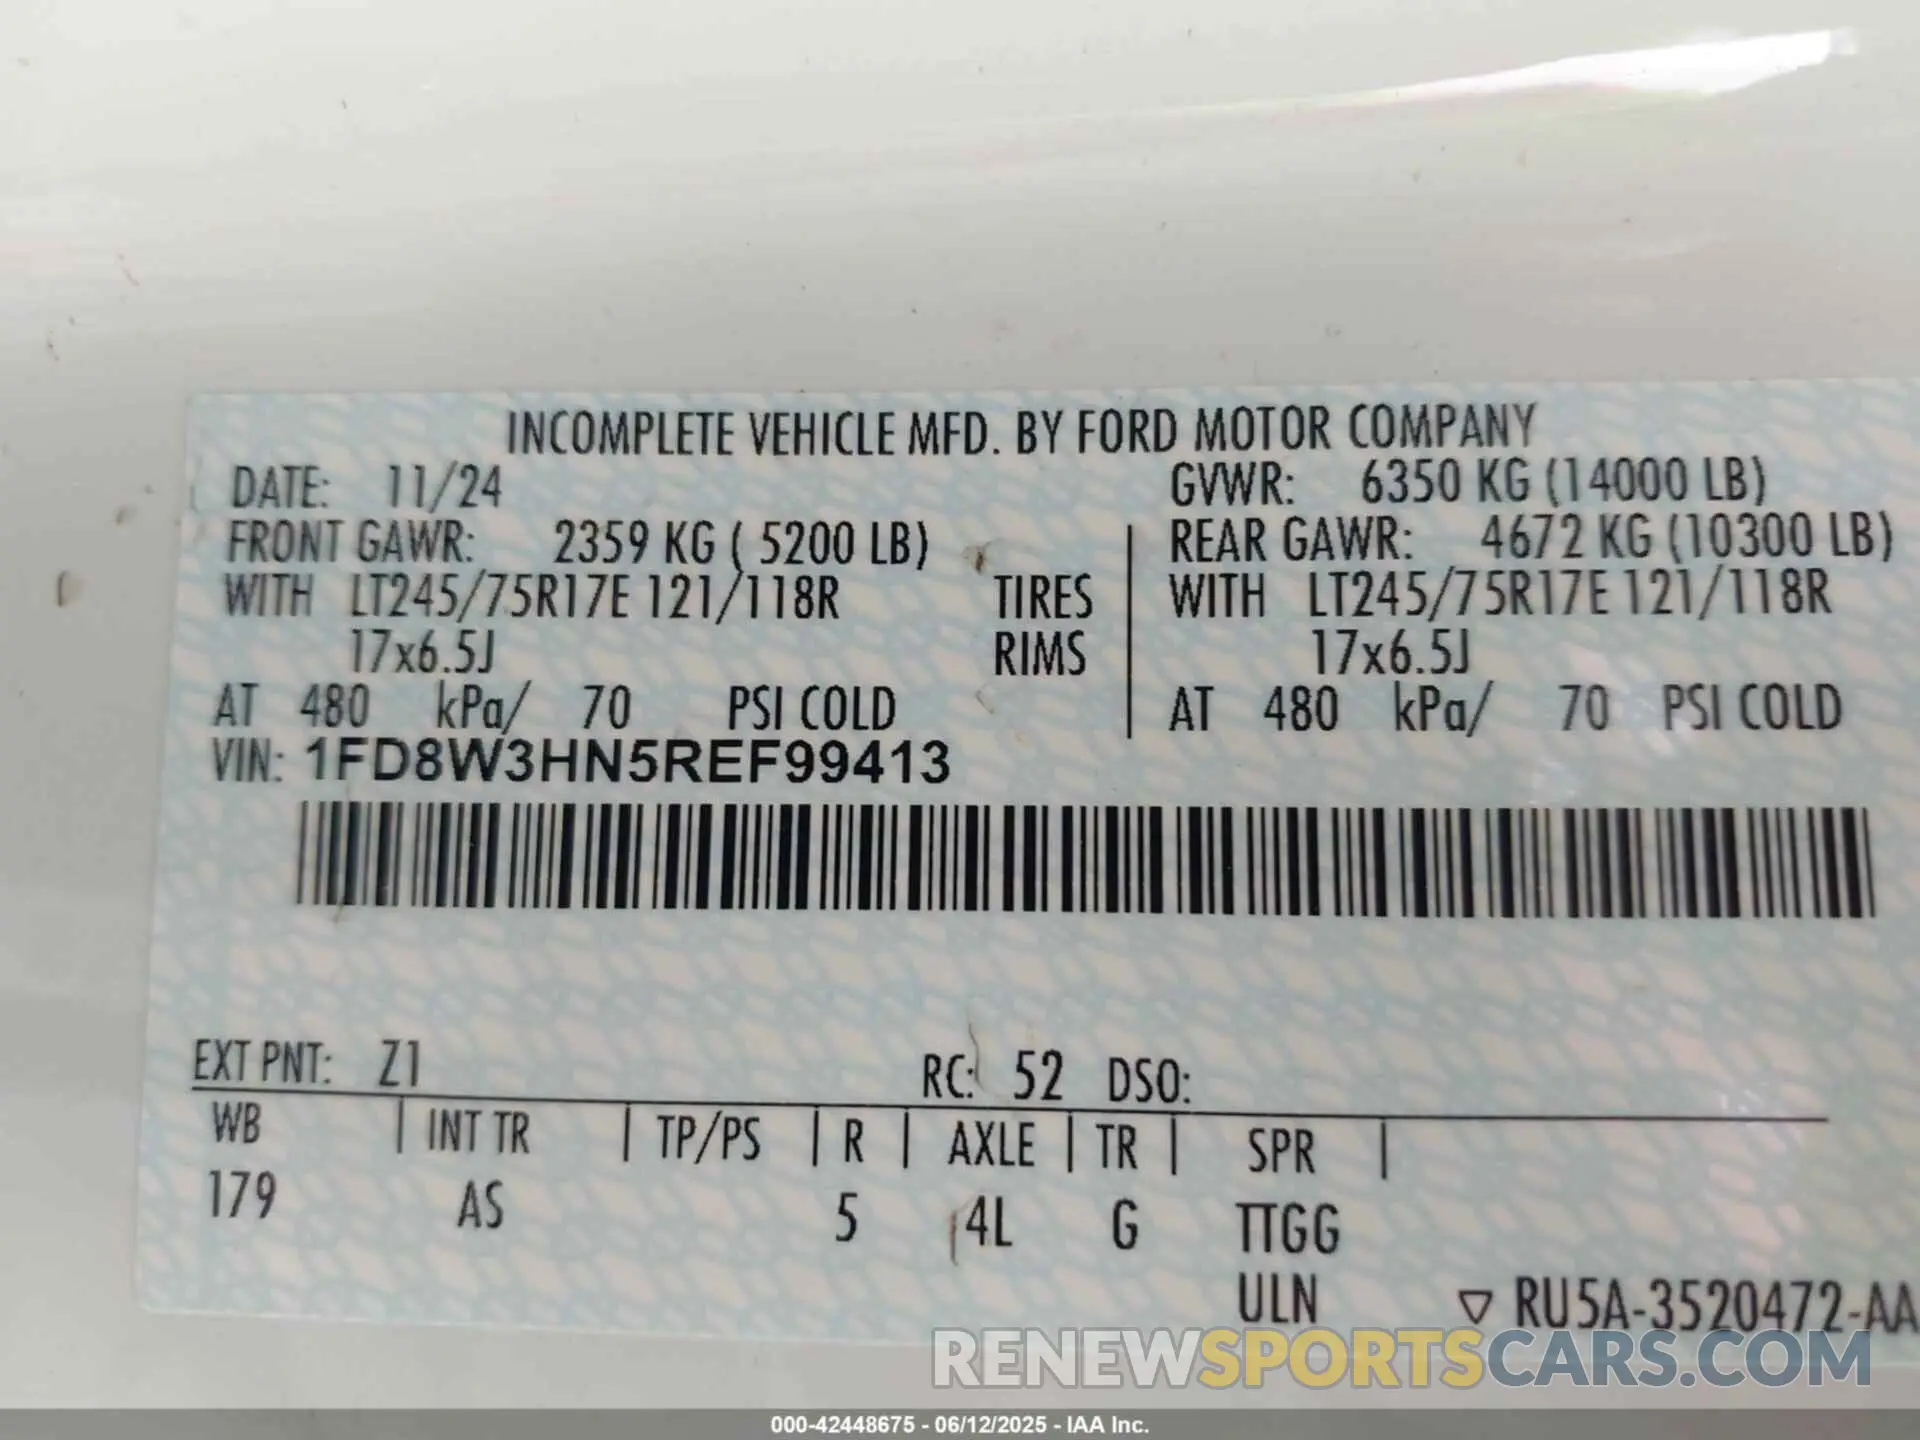 INCOMPLETE VEHICLE MFD. BY FORD MOTOR COMPANY
DATE: 11/24 GVWR: 6350 KG (14000 LB)
FRONT GAWR: 2359 KG ( 5200 LB) REAR GAWR: 4672 KG (10300 LB)
WITH LT245/75R17E 121/118R TIRES WITH LT245/75R17E 121/118R
17x6.5J RIMS 17x6.5J
AT 480 kPa/ 70 PSI COLD AT 480 kPa/ 70 PSI COLD
VIN: 1FD8W3HN5REF99413
EXT PNT: Z1 RC: 52 DSO:
WB | INT TR | TP/PS | R | AXLE | TR | SPR |
179 AS 5 4L G TTGG
ULN ▽ RU5A-3520472-AA
RENEWSPORTSCARS.COM
000-42448675 - 06/12/2025 - IAA Inc.